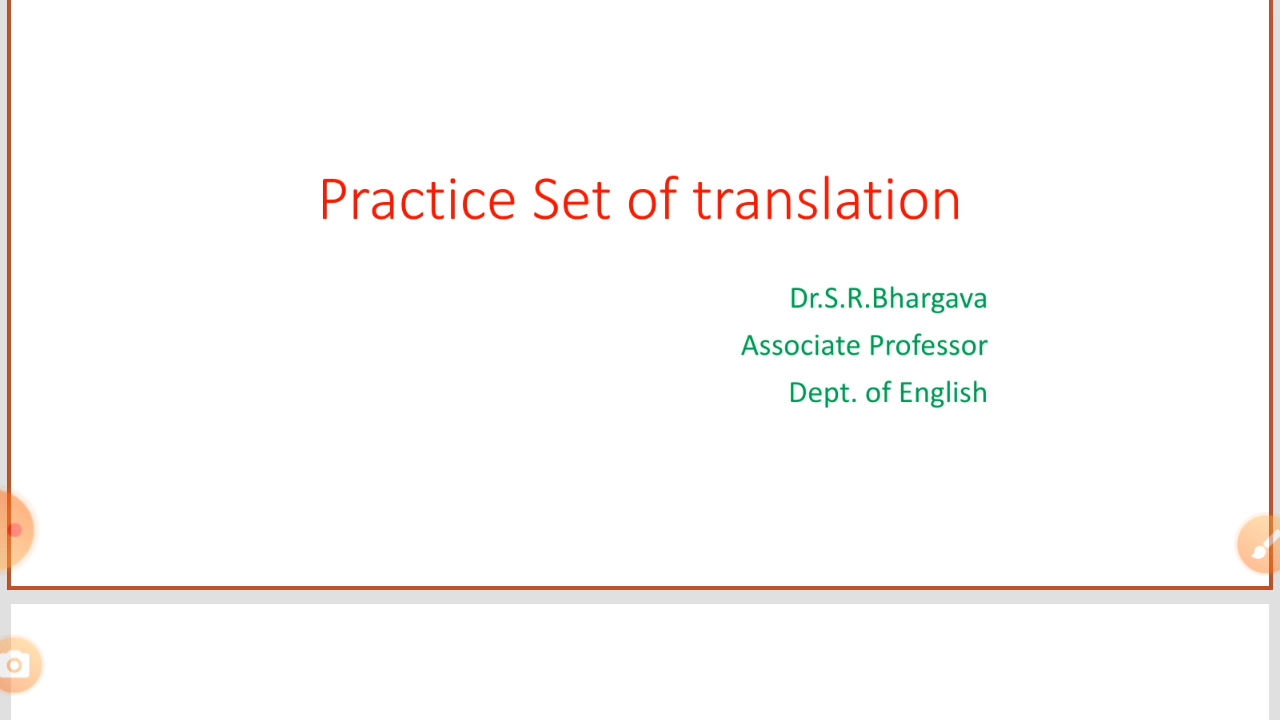 Practice Set of translation
Dr.S.R.Bhargava
Associate Professor
Dept. of English